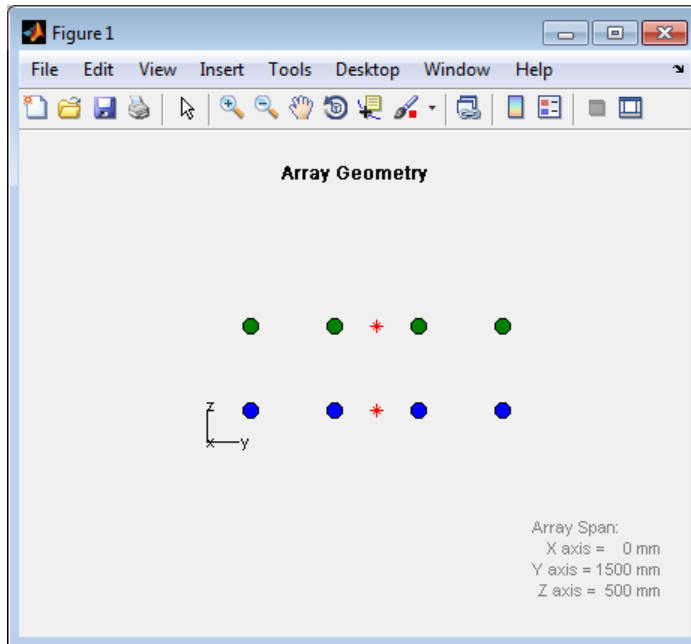 Figure 1
File Edit View Insert Tools Desktop Window Help
Array Geometry
z
x y
Array Span:
X axis = 0 mm
Y axis = 1500 mm
Z axis = 500 mm